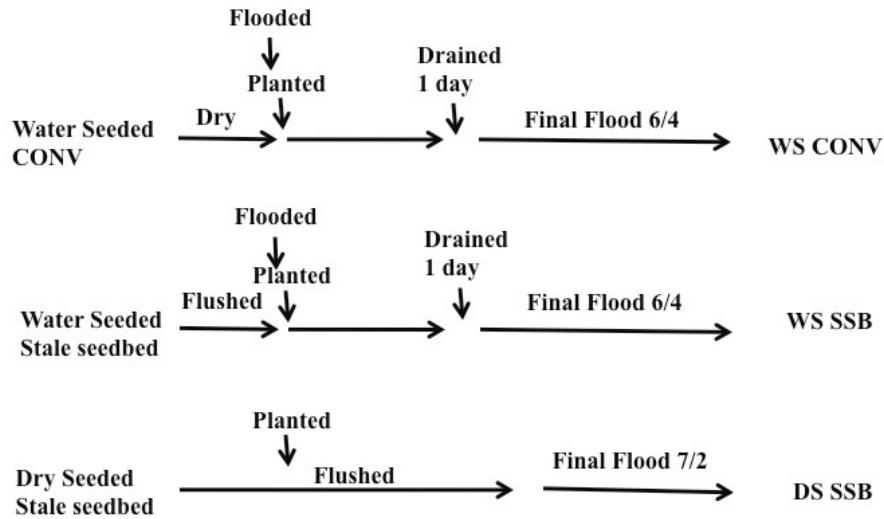 Flooded
Planted
Drained
1 day
Dry
Final Flood 6/4
Water Seeded
CONV
WS CONV
Flooded
Drained
1 day
Planted
Flushed
Final Flood 6/4
Water Seeded
Stale seedbed
WS SSB
Planted
Flushed
Final Flood 7/2
Dry Seeded
Stale seedbed
DS SSB